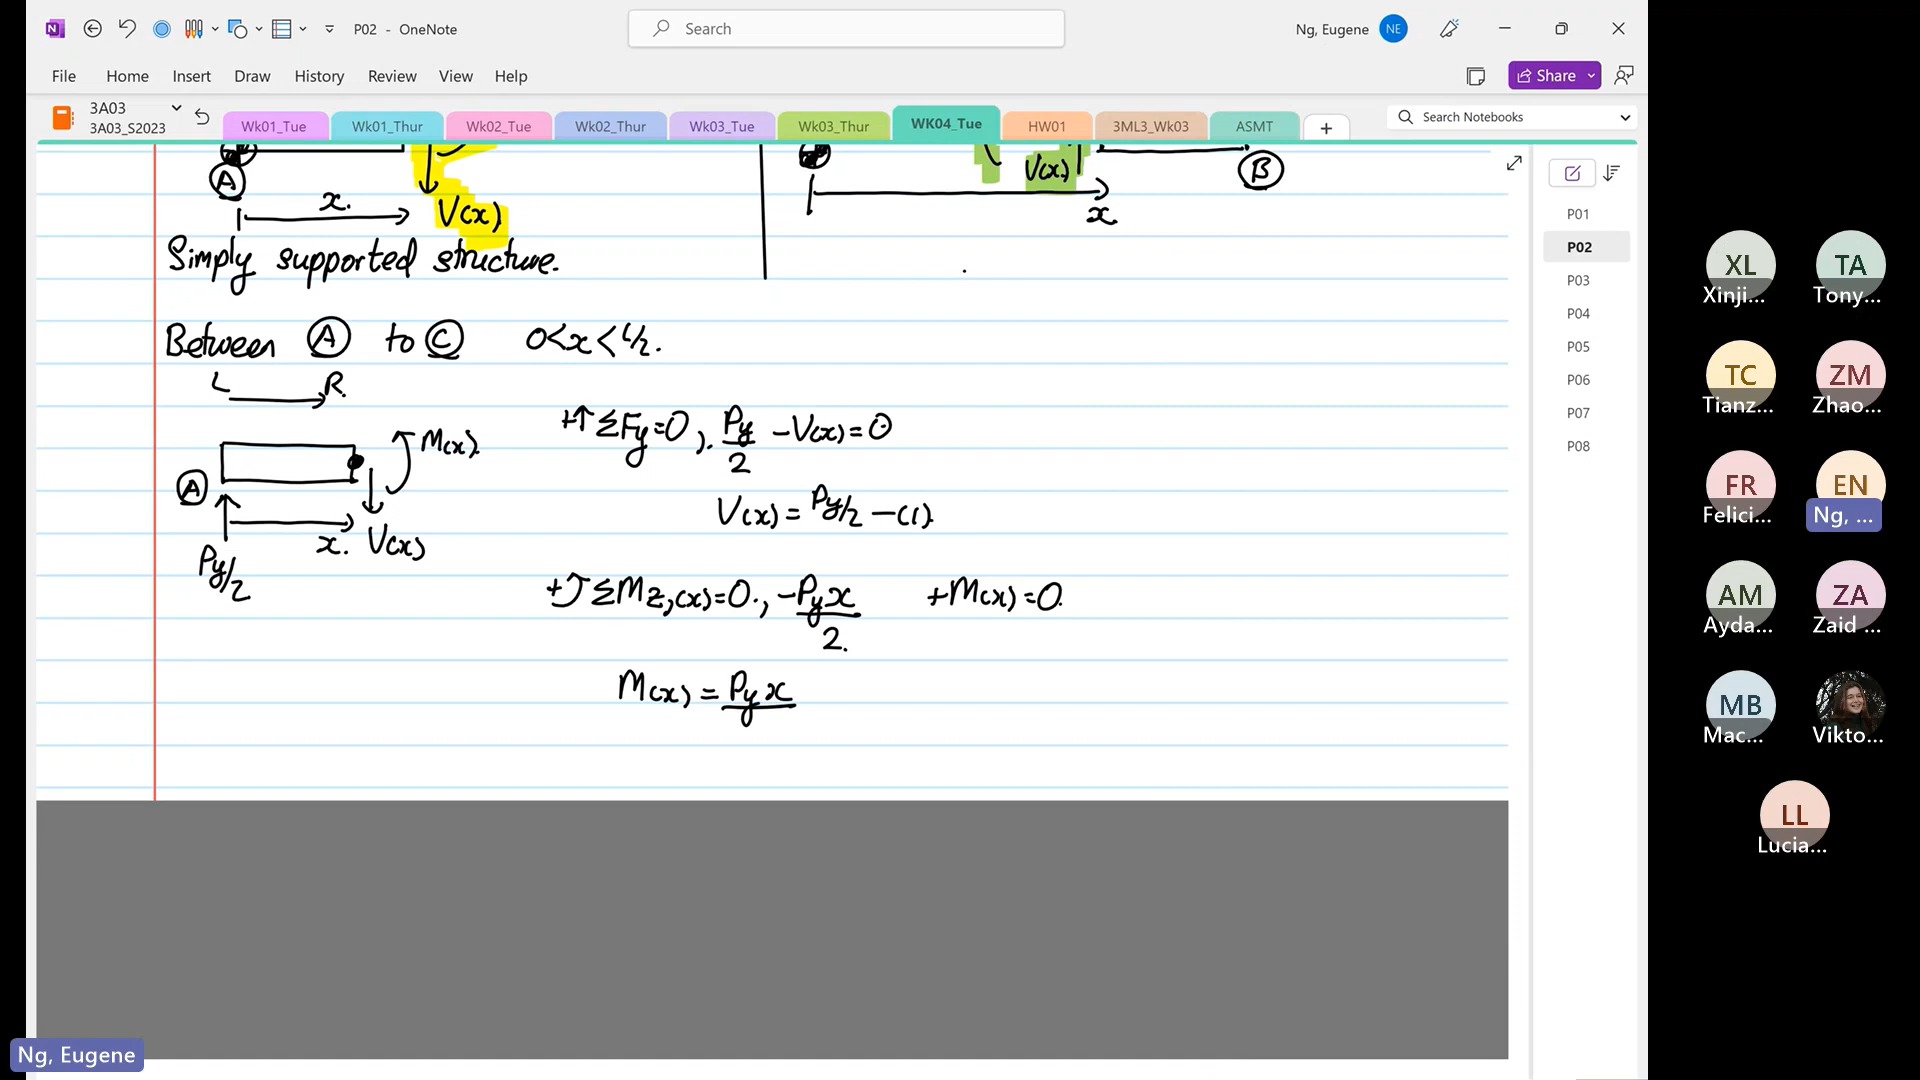 P02 - OneNote
Search
Ng, Eugene
NE
File Home Insert Draw History Review View Help
Share
3A03
3A03_S2023
Wk01_Tue Wk01_Thur Wk02_Tue Wk02_Thur Wk03_Tue Wk03_Thur WK04_Tue HW01 3ML3_Wk03 ASMT +
Search Notebooks
A
x.
V(x)
V(x)
B
x
Simply supported structure.
Between A to C 0<x<L/2.
L R.
A
M(x).
Py/2
x. V(x)
+↑ΣFy=0, Py/2 -V(x)=0
V(x)=Py/2 -(1).
+↺ΣMz,(x)=0., -Pyx/2. +M(x)=0.
M(x)=Pyx
P01
P02
P03
P04
P05
P06
P07
P08
XL
Xinji...
TA
Tony...
TC
Tianz...
ZM
Zhao...
FR
Felici...
EN
Ng, ...
AM
Ayda...
ZA
Zaid ...
MB
Mac...
Vikto...
LL
Lucia...
Ng, Eugene